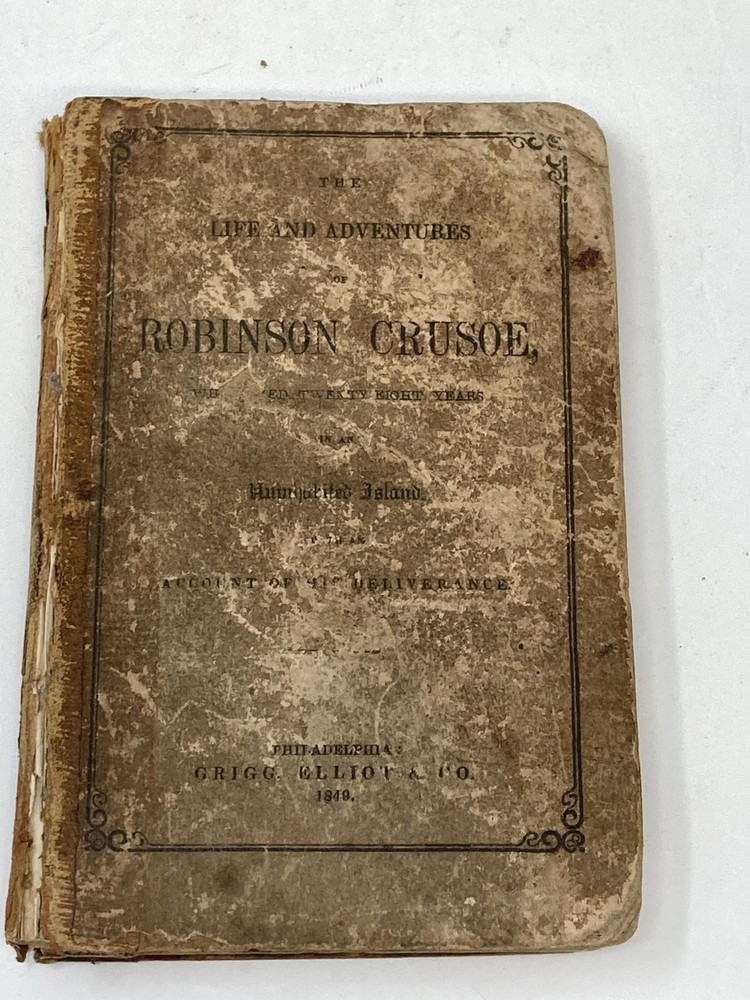 THE
LIFE AND ADVENTURES
OF
ROBINSON CRUSOE,
TWENTY EIGHT YEARS
IN AN
Island,
ACCOUNT OF HIS DELIVERANCE.
PHILADELPHIA:
GRIGG, ELLIOT & CO.
1849.